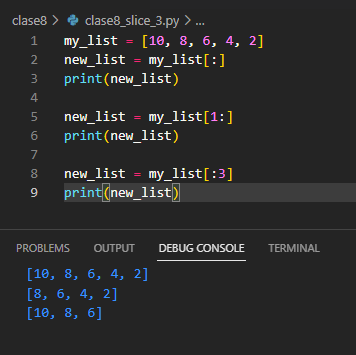 clase8 > clase8_slice_3.py > ...
1 my_list = [10, 8, 6, 4, 2]
2 new_list = my_list[:]
3 print(new_list)
4
5 new_list = my_list[1:]
6 print(new_list)
7
8 new_list = my_list[:3]
9 print(new_list)
PROBLEMS OUTPUT DEBUG CONSOLE TERMINAL
[10, 8, 6, 4, 2]
[8, 6, 4, 2]
[10, 8, 6]